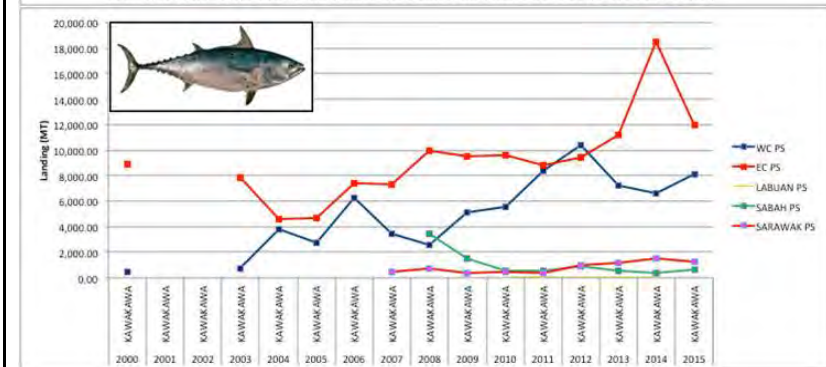 20,000.00
18,000.00
16,000.00
14,000.00
12,000.00
10,000.00
8,000.00
6,000.00
4,000.00
2,000.00
0.00
Landing (MT)
KAWAKAWA KAWAKAWA KAWAKAWA KAWAKAWA KAWAKAWA KAWAKAWA KAWAKAWA KAWAKAWA KAWAKAWA KAWAKAWA KAWAKAWA KAWAKAWA KAWAKAWA KAWAKAWA KAWAKAWA KAWAKAWA
2000 2001 2002 2003 2004 2005 2006 2007 2008 2009 2010 2011 2012 2013 2014 2015
WC PS
EC PS
LABUAN PS
SABAH PS
SARAWAK PS